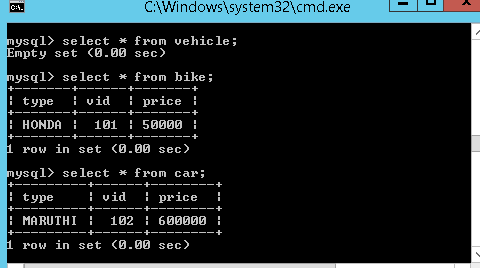 C:\Windows\system32\cmd.exe
mysql> select * from vehicle;
Empty set (0.00 sec)
mysql> select * from bike;
+-------+-----+-------+
| type | vid | price |
+-------+-----+-------+
| HONDA | 101 | 50000 |
+-------+-----+-------+
1 row in set (0.00 sec)
mysql> select * from car;
+---------+-----+--------+
| type | vid | price |
+---------+-----+--------+
| MARUTHI | 102 | 600000 |
+---------+-----+--------+
1 row in set (0.00 sec)